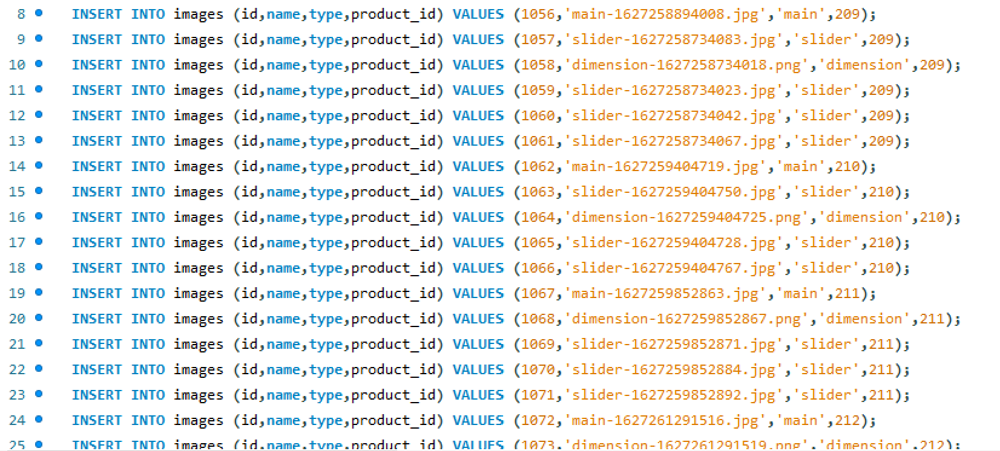 8 INSERT INTO images (id,name,type,product_id) VALUES (1056,'main-1627258894008.jpg','main',209);
9 INSERT INTO images (id,name,type,product_id) VALUES (1057,'slider-1627258734083.jpg','slider',209);
10 INSERT INTO images (id,name,type,product_id) VALUES (1058,'dimension-1627258734018.png','dimension',209);
11 INSERT INTO images (id,name,type,product_id) VALUES (1059,'slider-1627258734023.jpg','slider',209);
12 INSERT INTO images (id,name,type,product_id) VALUES (1060,'slider-1627258734042.jpg','slider',209);
13 INSERT INTO images (id,name,type,product_id) VALUES (1061,'slider-1627258734067.jpg','slider',209);
14 INSERT INTO images (id,name,type,product_id) VALUES (1062,'main-1627259404719.jpg','main',210);
15 INSERT INTO images (id,name,type,product_id) VALUES (1063,'slider-1627259404750.jpg','slider',210);
16 INSERT INTO images (id,name,type,product_id) VALUES (1064,'dimension-1627259404725.png','dimension',210);
17 INSERT INTO images (id,name,type,product_id) VALUES (1065,'slider-1627259404728.jpg','slider',210);
18 INSERT INTO images (id,name,type,product_id) VALUES (1066,'slider-1627259404767.jpg','slider',210);
19 INSERT INTO images (id,name,type,product_id) VALUES (1067,'main-1627259852863.jpg','main',211);
20 INSERT INTO images (id,name,type,product_id) VALUES (1068,'dimension-1627259852867.png','dimension',211);
21 INSERT INTO images (id,name,type,product_id) VALUES (1069,'slider-1627259852871.jpg','slider',211);
22 INSERT INTO images (id,name,type,product_id) VALUES (1070,'slider-1627259852884.jpg','slider',211);
23 INSERT INTO images (id,name,type,product_id) VALUES (1071,'slider-1627259852892.jpg','slider',211);
24 INSERT INTO images (id,name,type,product_id) VALUES (1072,'main-1627261291516.jpg','main',212);
25 INSERT INTO images (id,name,type,product_id) VALUES (1073,'dimension-1627261291519.png','dimension',212);